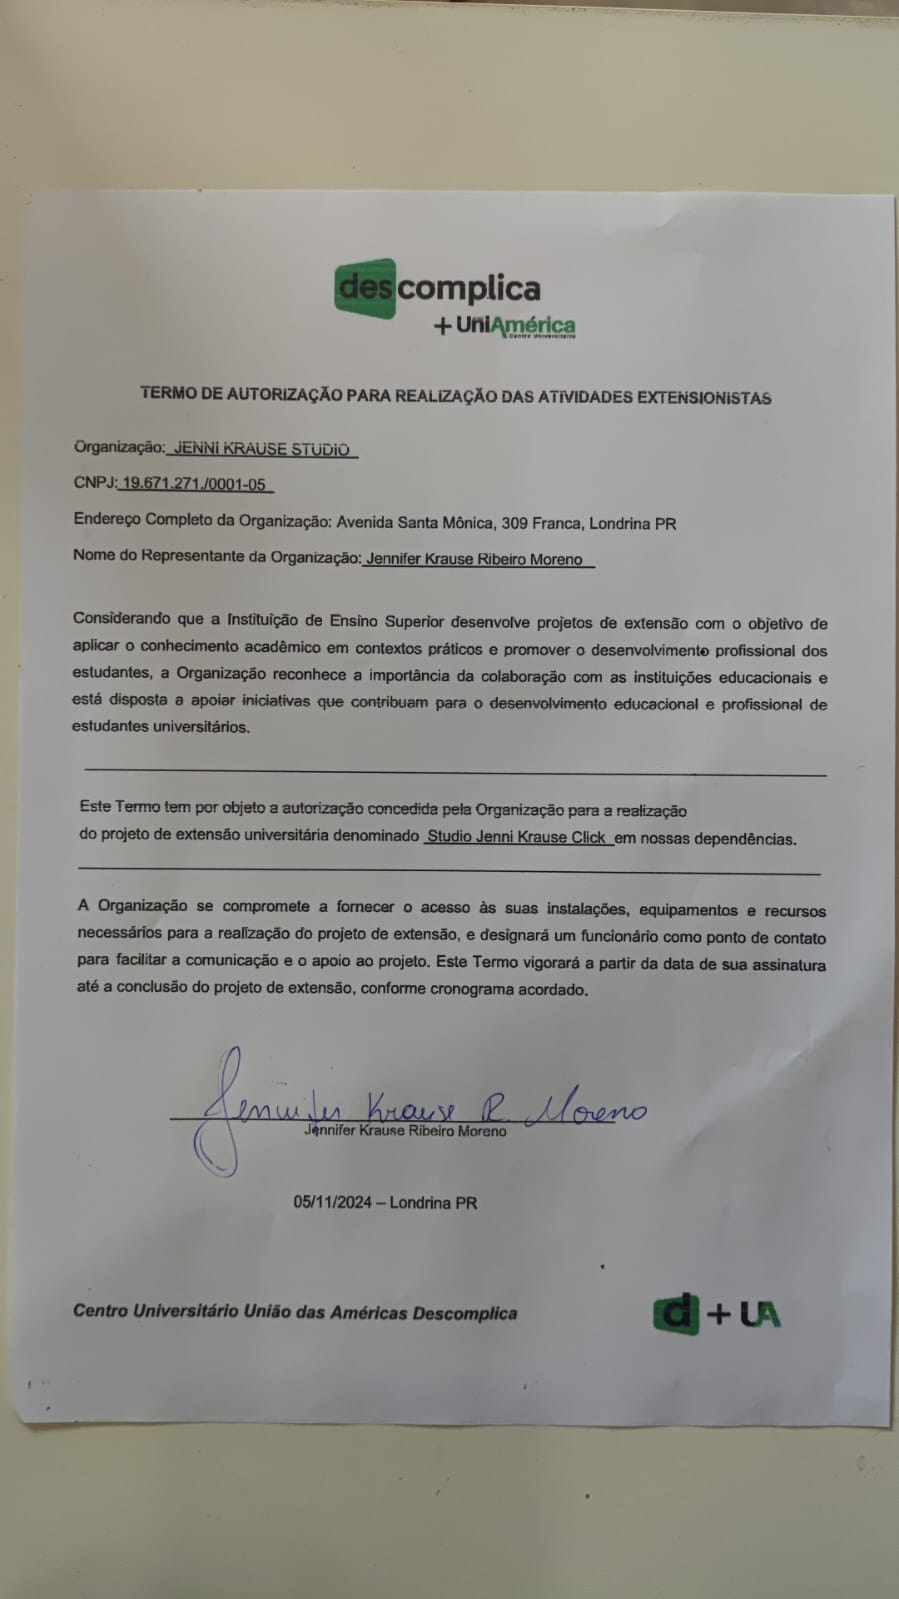 descomplica
+ UniAmérica
Centro Universitário
TERMO DE AUTORIZAÇÃO PARA REALIZAÇÃO DAS ATIVIDADES EXTENSIONISTAS
Organização: JENNI KRAUSE STUDIO
CNPJ: 19.671.271./0001-05
Endereço Completo da Organização: Avenida Santa Mônica, 309 Franca, Londrina PR
Nome do Representante da Organização: Jennifer Krause Ribeiro Moreno
Considerando que a Instituição de Ensino Superior desenvolve projetos de extensão com o objetivo de
aplicar o conhecimento acadêmico em contextos práticos e promover o desenvolvimento profissional dos
estudantes, a Organização reconhece a importância da colaboração com as instituições educacionais e
está disposta a apoiar iniciativas que contribuam para o desenvolvimento educacional e profissional de
estudantes universitários.
Este Termo tem por objeto a autorização concedida pela Organização para a realização
do projeto de extensão universitária denominado Studio Jenni Krause Click em nossas dependências.
A Organização se compromete a fornecer o acesso às suas instalações, equipamentos e recursos
necessários para a realização do projeto de extensão, e designará um funcionário como ponto de contato
para facilitar a comunicação e o apoio ao projeto. Este Termo vigorará a partir da data de sua assinatura
até a conclusão do projeto de extensão, conforme cronograma acordado.
Jennifer Krause R. Moreno
Jennifer Krause Ribeiro Moreno
05/11/2024 – Londrina PR
Centro Universitário União das Américas Descomplica
d + UA